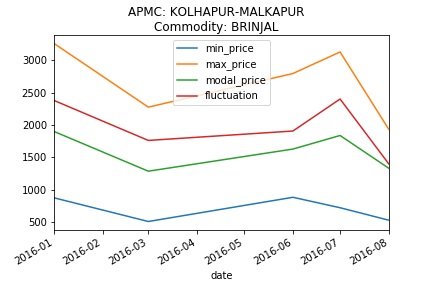 APMC: KOLHAPUR-MALKAPUR
Commodity: BRINJAL
min_price
max_price
modal_price
fluctuation
3000
2500
2000
1500
1000
500
2016-01
2016-02
2016-03
2016-04
2016-05
2016-06
2016-07
2016-08
date